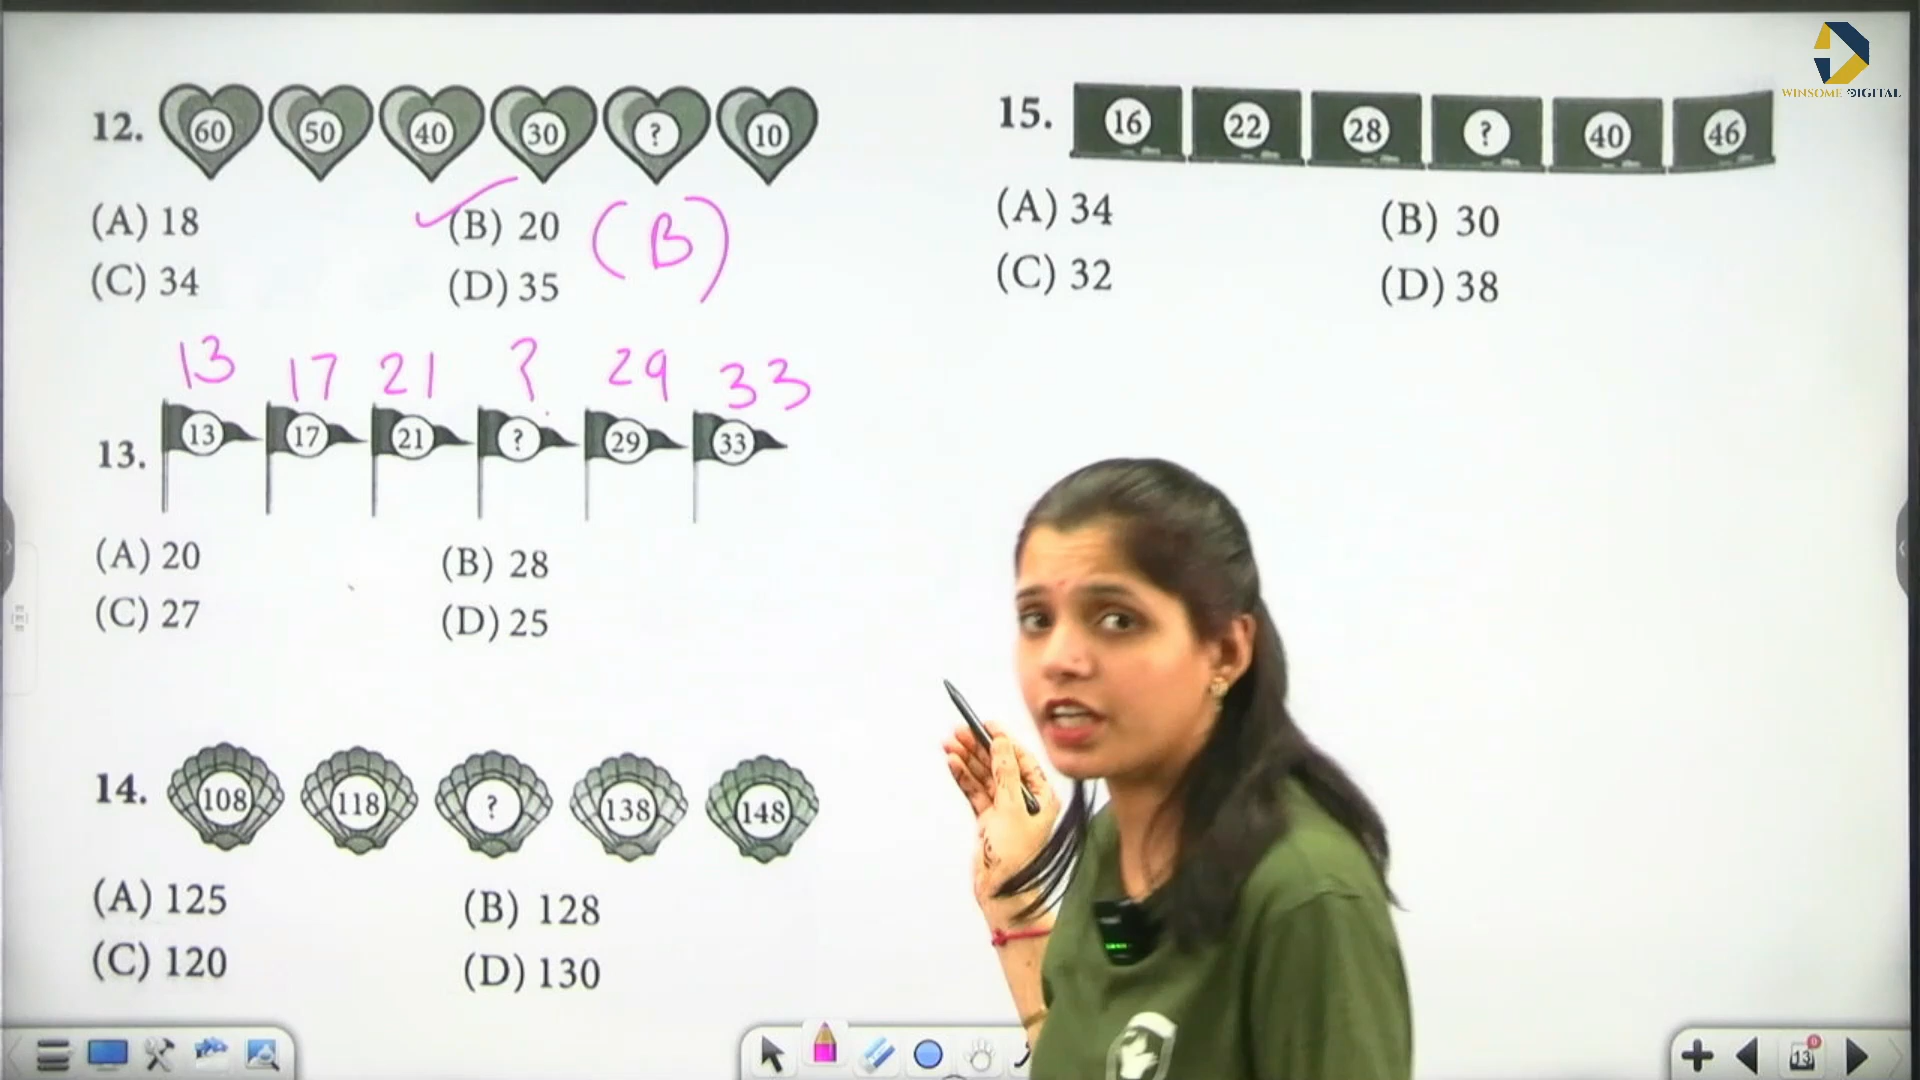 WINSOME DIGITAL
12. 60 50 40 30 ? 10
(A) 18 (B) 20 (B)
(C) 34 (D) 35
13 17 21 ? 29 33
13. 13 17 21 ? 29 33
(A) 20 (B) 28
(C) 27 (D) 25
14. 108 118 ? 138 148
(A) 125 (B) 128
(C) 120 (D) 130
15. 16 22 28 ? 40 46
(A) 34 (B) 30
(C) 32 (D) 38
13
0